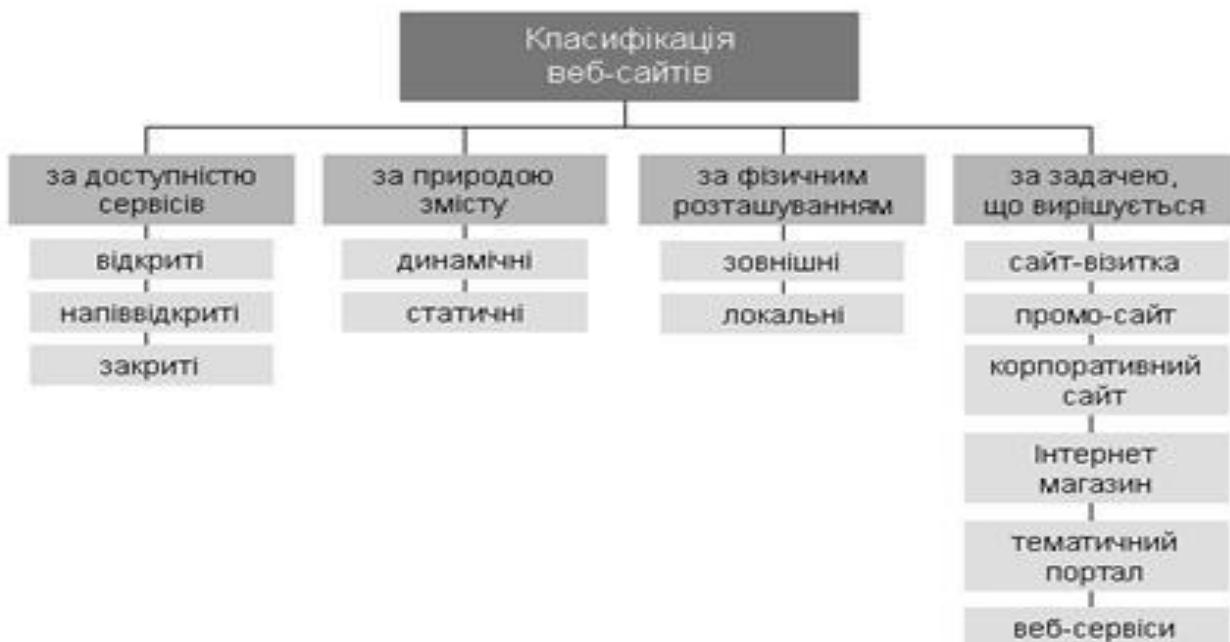 Класифікація
веб-сайтів
за доступністю
сервісів
відкриті
напіввідкриті
закриті
за природою
змісту
динамічні
статичні
за фізичним
розташуванням
зовнішні
локальні
за задачею,
що вирішується
сайт-візитка
промо-сайт
корпоративний
сайт
Інтернет
магазин
тематичний
портал
веб-сервіси